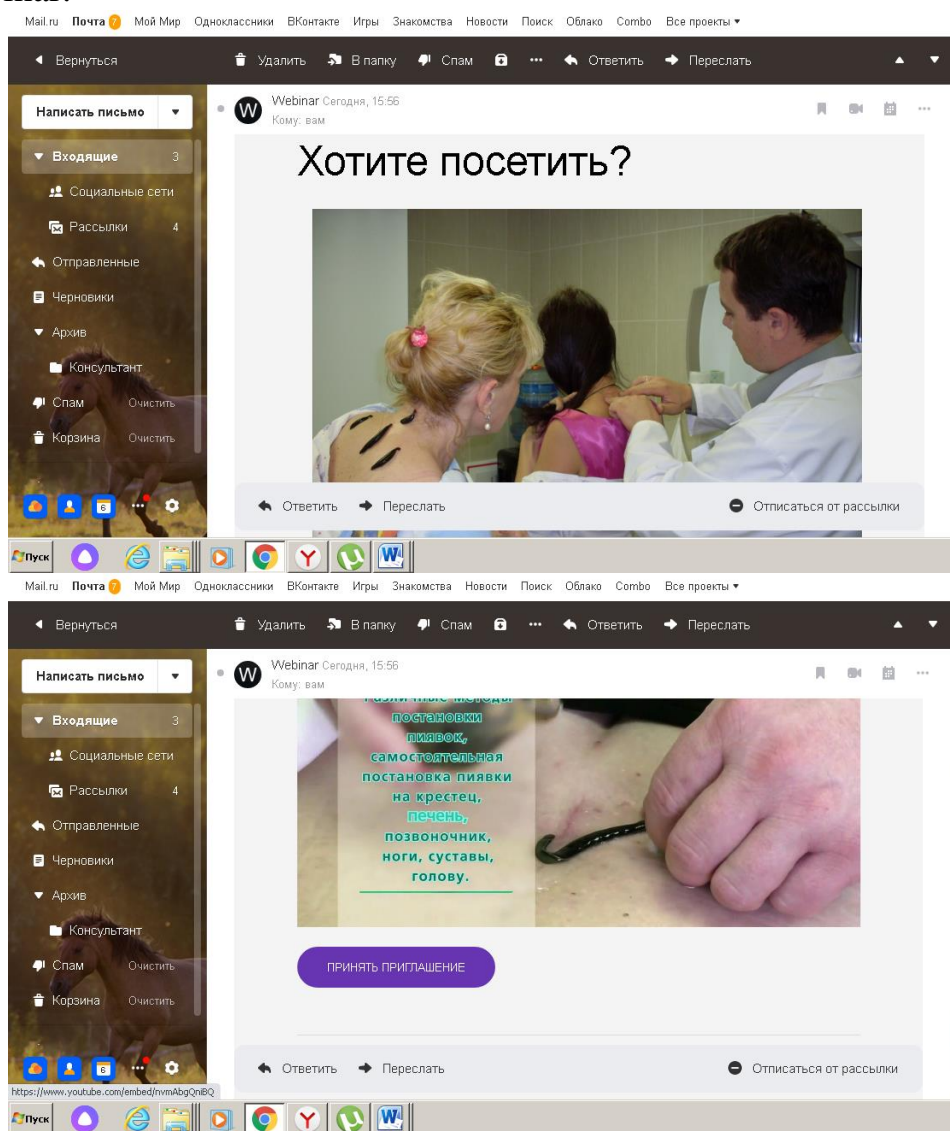 Mail.ru Почта 7 Мой Мир Одноклассники ВКонтакте Игры Знакомства Новости Поиск Облако Combo Все проекты
Вернуться Удалить В папку Спам Ответить Переслать
Написать письмо
Входящие 3
Социальные сети
Рассылки 4
Отправленные
Черновики
Архив
Консультант
Спам Очистить
Корзина Очистить
6
W Webinar Сегодня, 15:56
Кому: вам
Хотите посетить?
Ответить Переслать Отписаться от рассылки
Пуск
Mail.ru Почта 7 Мой Мир Одноклассники ВКонтакте Игры Знакомства Новости Поиск Облако Combo Все проекты
Вернуться Удалить В папку Спам Ответить Переслать
Написать письмо
Входящие 3
Социальные сети
Рассылки 4
Отправленные
Черновики
Архив
Консультант
Спам Очистить
Корзина Очистить
6
W Webinar Сегодня, 15:56
Кому: вам
Различные методы
постановки
пиявок,
самостоятельная
постановка пиявки
на крестец,
печень,
позвоночник,
ноги, суставы,
голову.
ПРИНЯТЬ ПРИГЛАШЕНИЕ
Ответить Переслать Отписаться от рассылки
https://www.youtube.com/embed/nvmAbgQniBQ
Пуск